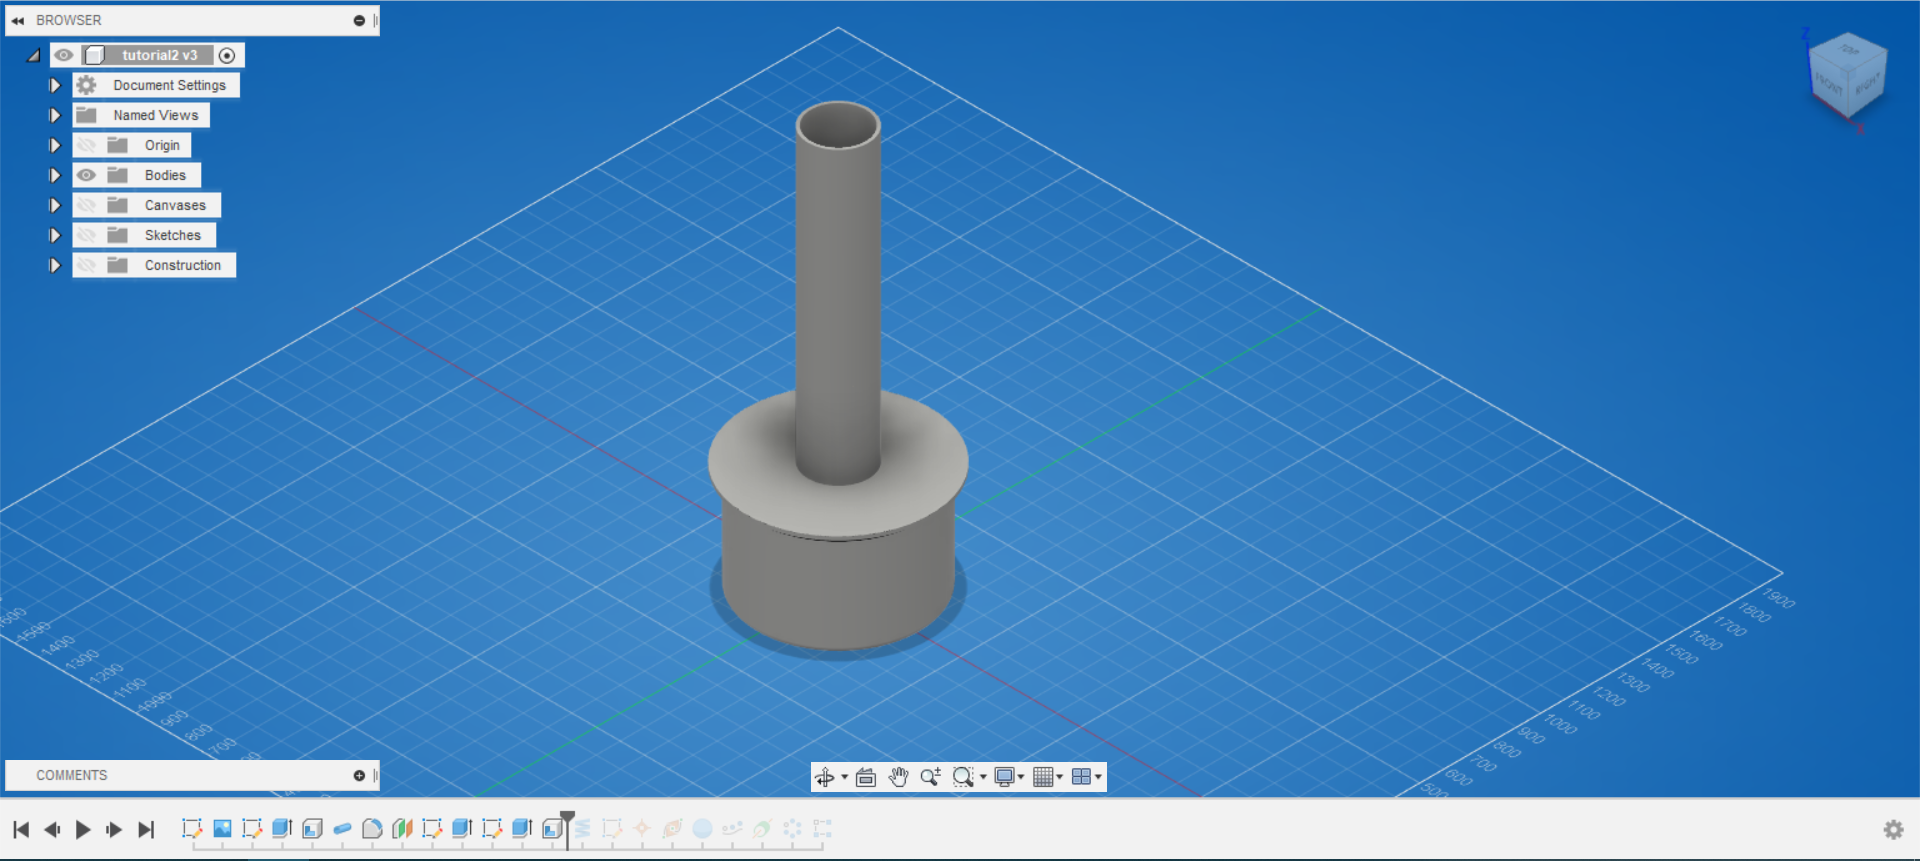 BROWSER
tutorial2 v3
Document Settings
Named Views
Origin
Bodies
Canvases
Sketches
Construction
Z
TOP
FRONT
RIGHT
X
1500
1400
1300
1200
1100
1000
900
800
700
1900
1800
1700
1600
1500
1400
1300
1200
1100
1000
900
800
700
600
500
COMMENTS